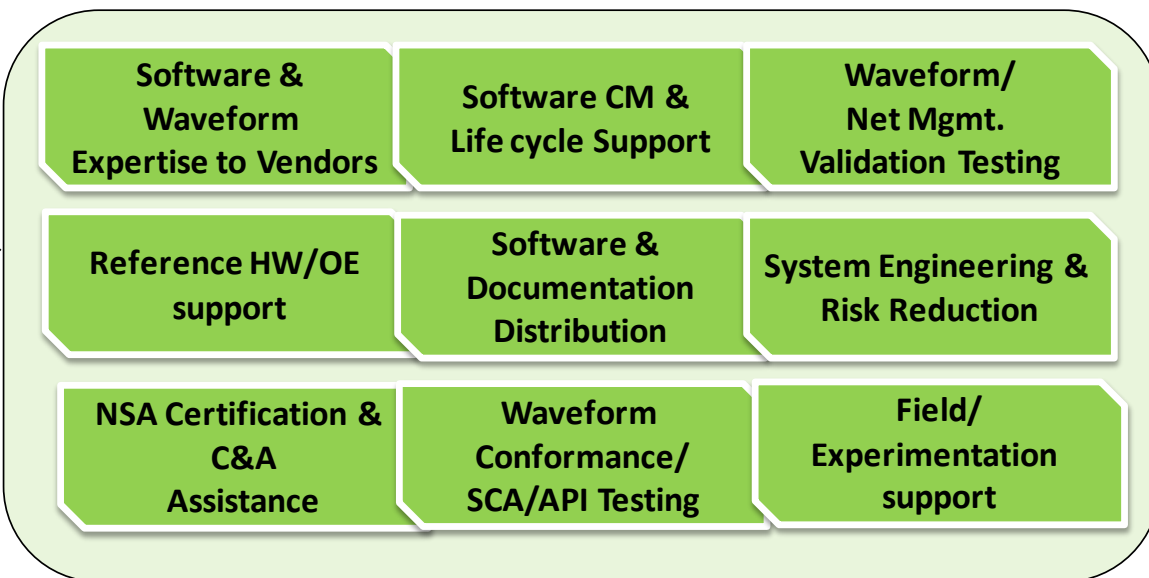 Software &
Waveform
Expertise to Vendors
Software CM &
Life cycle Support
Waveform/
Net Mgmt.
Validation Testing
Reference HW/OE
support
Software &
Documentation
Distribution
System Engineering &
Risk Reduction
NSA Certification &
C&A
Assistance
Waveform
Conformance/
SCA/API Testing
Field/
Experimentation
support